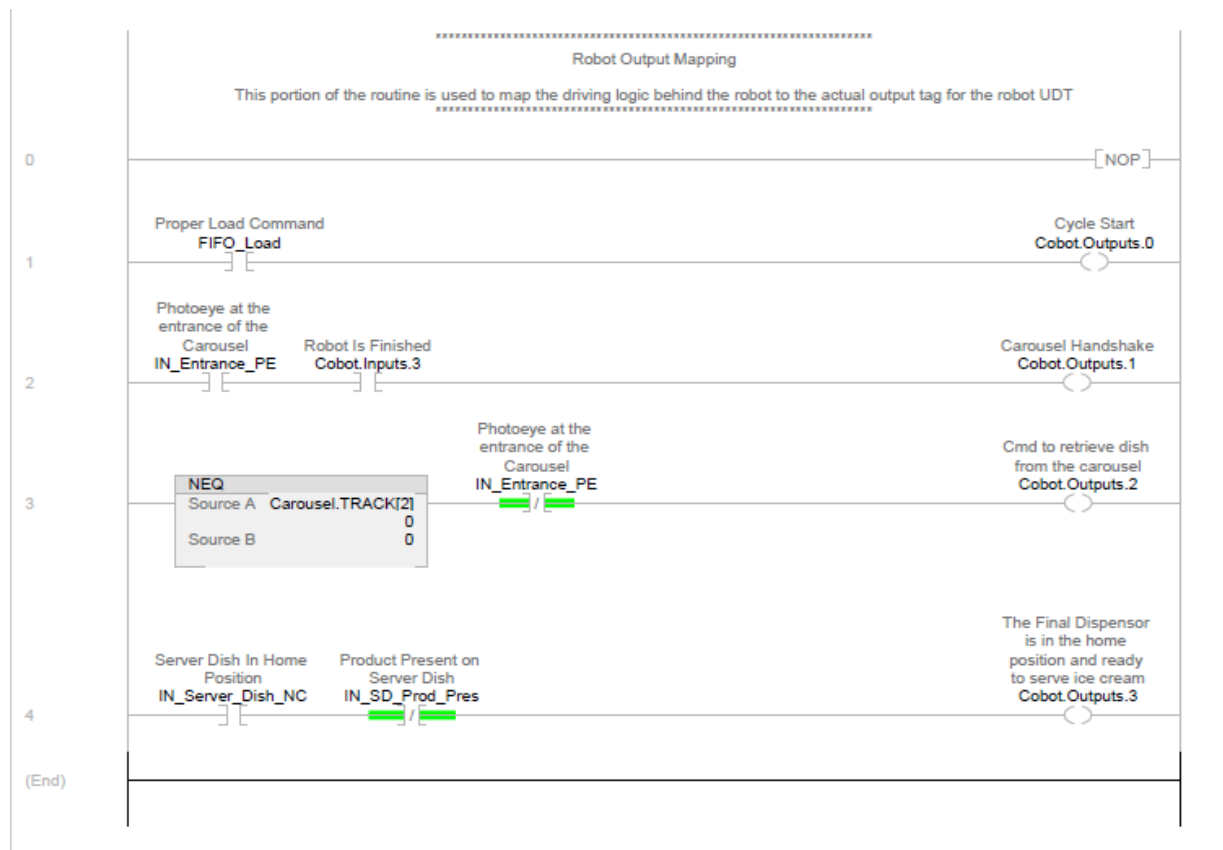 *******************************************************************
Robot Output Mapping
This portion of the routine is used to map the driving logic behind the robot to the actual output tag for the robot UDT
*******************************************************************
0
NOP
Proper Load Command
FIFO_Load
Cycle Start
Cobot.Outputs.0
1
Photoeye at the
entrance of the
Carousel
IN_Entrance_PE
Robot Is Finished
Cobot.Inputs.3
Carousel Handshake
Cobot.Outputs.1
2
NEQ
Source A Carousel.TRACK[2]
0
Source B 0
Photoeye at the
entrance of the
Carousel
IN_Entrance_PE
/
Cmd to retrieve dish
from the carousel
Cobot.Outputs.2
3
Server Dish In Home
Position
IN_Server_Dish_NC
Product Present on
Server Dish
IN_SD_Prod_Pres
/
The Final Dispensor
is in the home
position and ready
to serve ice cream
Cobot.Outputs.3
4
(End)